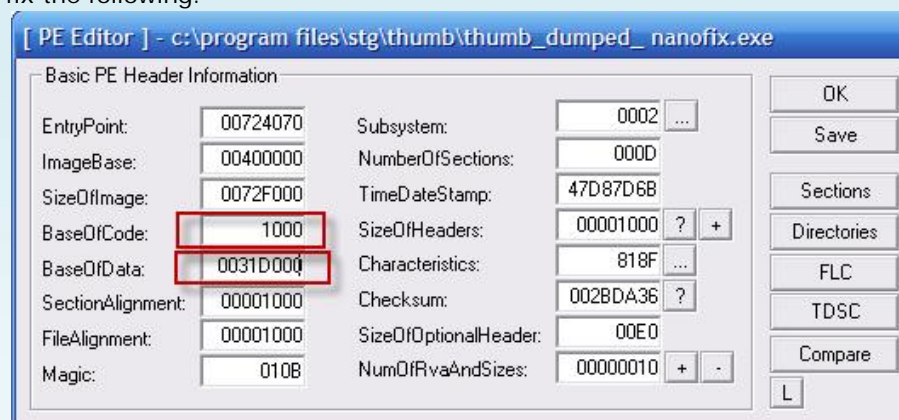 fix the following:
[ PE Editor ] - c:\program files\stg\thumb\thumb_dumped_ nanofix.exe
Basic PE Header Information
EntryPoint: 00724070 Subsystem: 0002 ...
ImageBase: 00400000 NumberOfSections: 000D
SizeOfImage: 0072F000 TimeDateStamp: 47D87D6B
BaseOfCode: 1000 SizeOfHeaders: 00001000 ? +
BaseOfData: 0031D000 Characteristics: 818F ...
SectionAlignment: 00001000 Checksum: 002BDA36 ?
FileAlignment: 00001000 SizeOfOptionalHeader: 00E0
Magic: 010B NumOfRvaAndSizes: 00000010 + -
OK
Save
Sections
Directories
FLC
TDSC
Compare
L